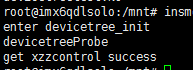 root@imx6qdlsolo:/mnt# insm
enter devicetree_init
devicetreeProbe
get xzzcontrol success